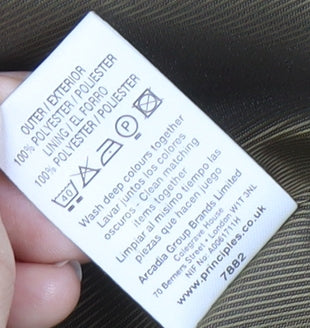 OUTER / EXTERIOR
100% POLYESTER / POLIESTER
LINING / EL FORRO
100% POLYESTER / POLIESTER
40 P
Wash deep colours together
Lavar juntos los colores
oscuros - Clean matching
items together
Limpiar al mismo tiempo las
piezas que hacen juego
Arcadia Group Brands Limited
Colegrave House
70 Berners Street - London W1T 3NL
NIF No: A0061711H
www.principles.co.uk
7882